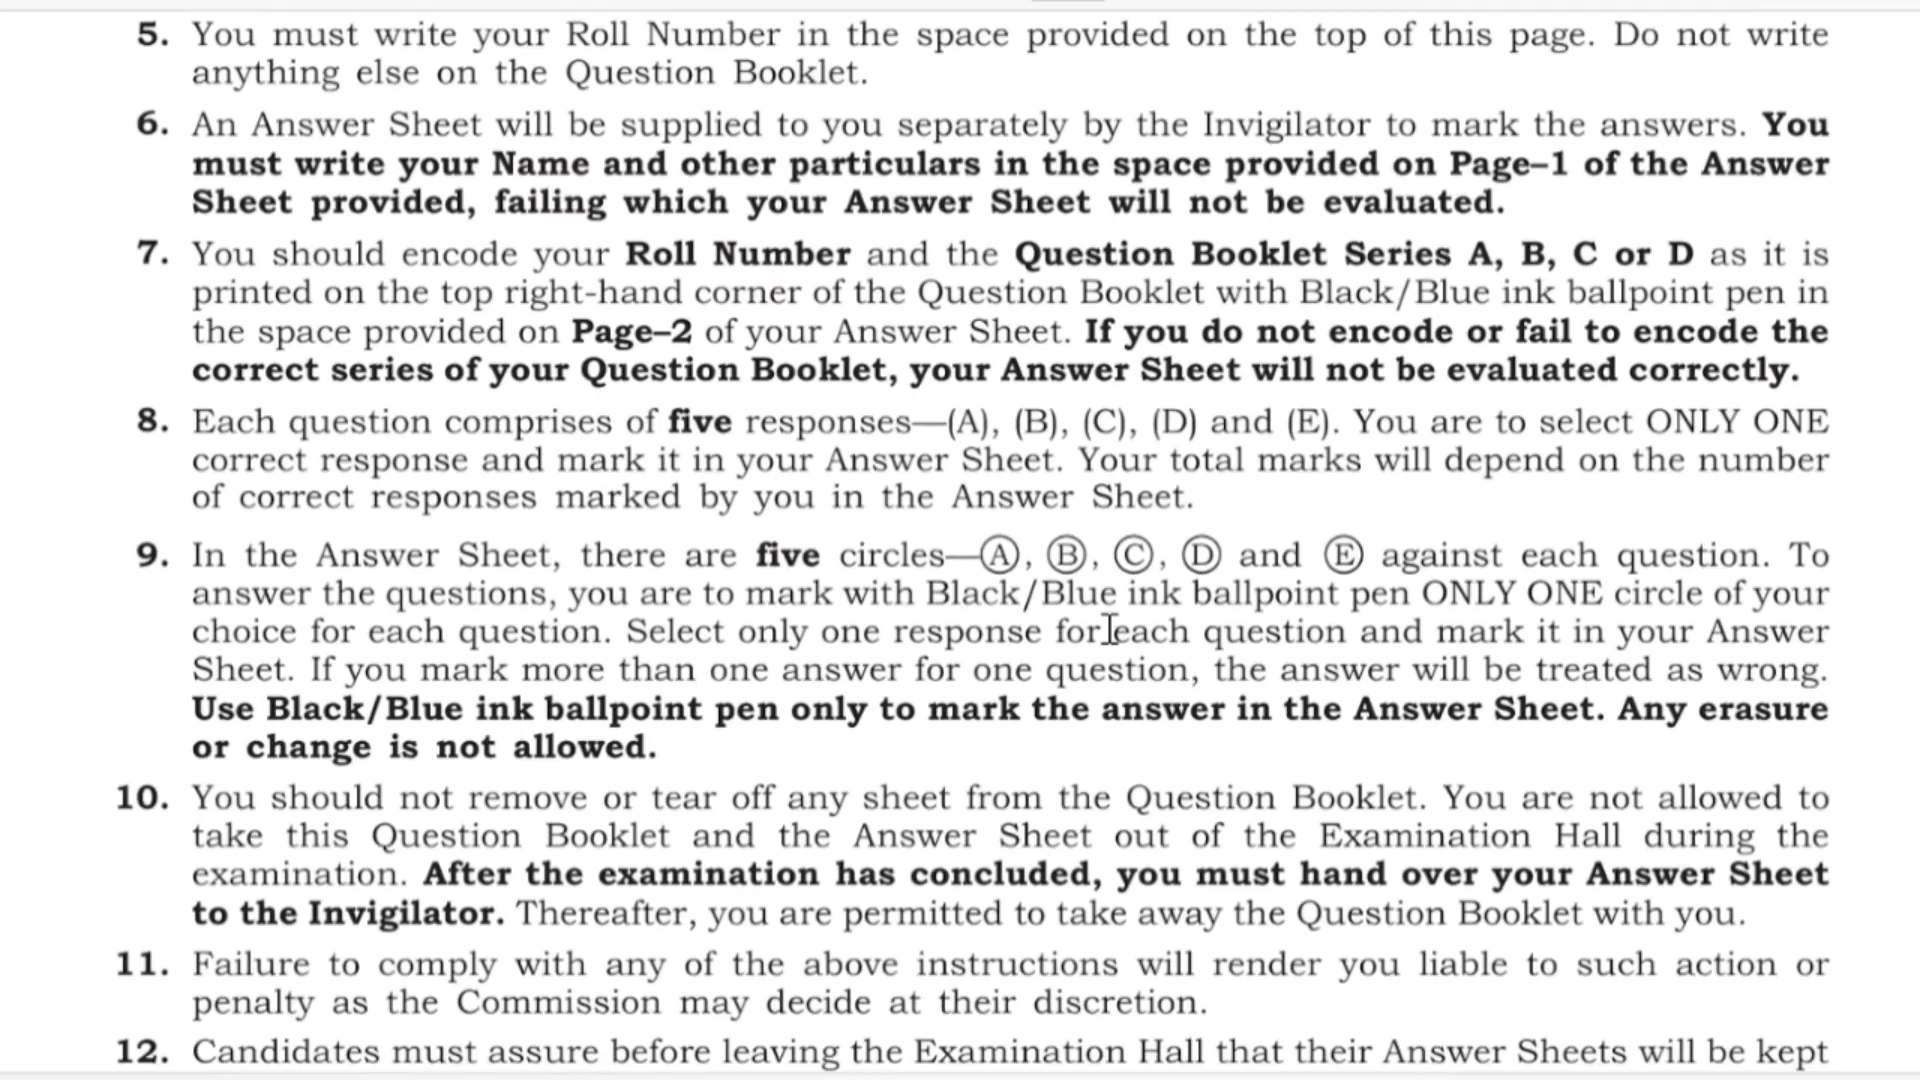 5. You must write your Roll Number in the space provided on the top of this page. Do not write
anything else on the Question Booklet.
6. An Answer Sheet will be supplied to you separately by the Invigilator to mark the answers. You
must write your Name and other particulars in the space provided on Page–1 of the Answer
Sheet provided, failing which your Answer Sheet will not be evaluated.
7. You should encode your Roll Number and the Question Booklet Series A, B, C or D as it is
printed on the top right-hand corner of the Question Booklet with Black/Blue ink ballpoint pen in
the space provided on Page–2 of your Answer Sheet. If you do not encode or fail to encode the
correct series of your Question Booklet, your Answer Sheet will not be evaluated correctly.
8. Each question comprises of five responses—(A), (B), (C), (D) and (E). You are to select ONLY ONE
correct response and mark it in your Answer Sheet. Your total marks will depend on the number
of correct responses marked by you in the Answer Sheet.
9. In the Answer Sheet, there are five circles—Ⓐ, Ⓑ, Ⓒ, Ⓓ and Ⓔ against each question. To
answer the questions, you are to mark with Black/Blue ink ballpoint pen ONLY ONE circle of your
choice for each question. Select only one response for each question and mark it in your Answer
Sheet. If you mark more than one answer for one question, the answer will be treated as wrong.
Use Black/Blue ink ballpoint pen only to mark the answer in the Answer Sheet. Any erasure
or change is not allowed.
10. You should not remove or tear off any sheet from the Question Booklet. You are not allowed to
take this Question Booklet and the Answer Sheet out of the Examination Hall during the
examination. After the examination has concluded, you must hand over your Answer Sheet
to the Invigilator. Thereafter, you are permitted to take away the Question Booklet with you.
11. Failure to comply with any of the above instructions will render you liable to such action or
penalty as the Commission may decide at their discretion.
12. Candidates must assure before leaving the Examination Hall that their Answer Sheets will be kept